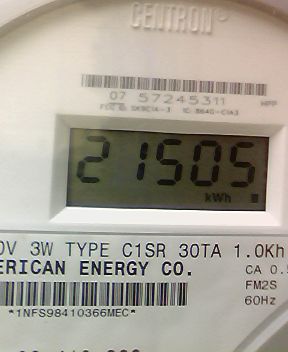 CENTRON
07 57245311
21505
kWh
0V 3W TYPE C1SR 30TA 1.0Kh
ERICAN ENERGY CO.
CA 0.5
FM2S
60Hz
*1NFS98410366MEC*